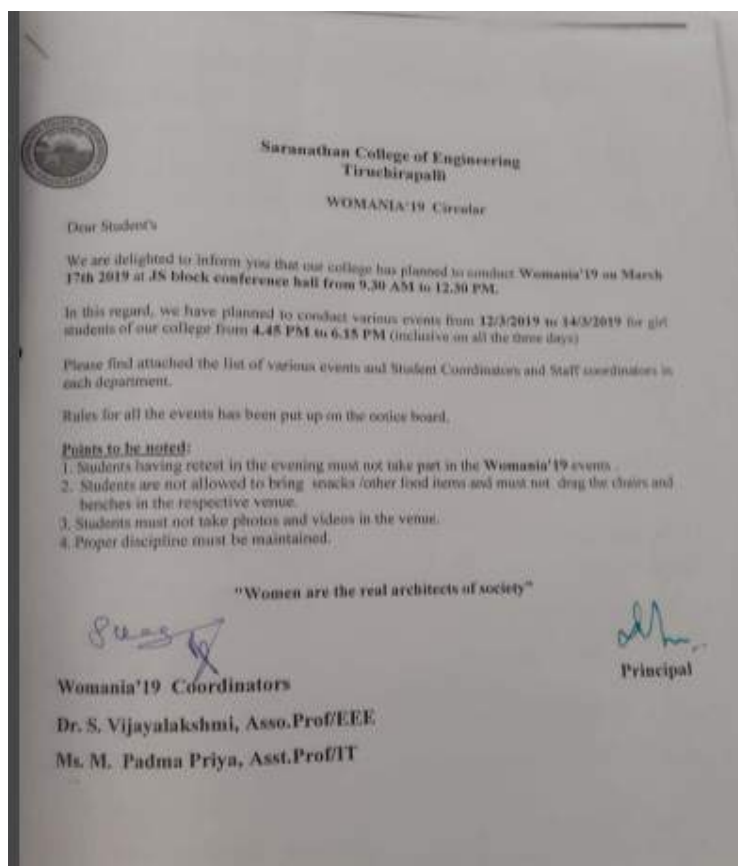 Saranathan College of Engineering
Tiruchirapalli
WOMANIA'19 Circular
Dear Student's
We are delighted to inform you that our college has planned to conduct Womania'19 on March
17th 2019 at JS block conference hall from 9.30 AM to 12.30 PM.
In this regard, we have planned to conduct various events from 12/3/2019 to 14/3/2019 for girl
students of our college from 4.45 PM to 6.15 PM (inclusive on all the three days)
Please find attached the list of various events and Student Coordinators and Staff coordinators in
each department.
Rules for all the events has been put up on the notice board.
Points to be noted:
1. Students having retest in the evening must not take part in the Womania'19 events .
2. Students are not allowed to bring snacks /other food items and must not drag the chairs and
benches in the respective venue.
3. Students must not take photos and videos in the venue.
4. Proper discipline must be maintained.
"Women are the real architects of society"
Principal
Womania'19 Coordinators
Dr. S. Vijayalakshmi, Asso.Prof/EEE
Ms. M. Padma Priya, Asst.Prof/IT